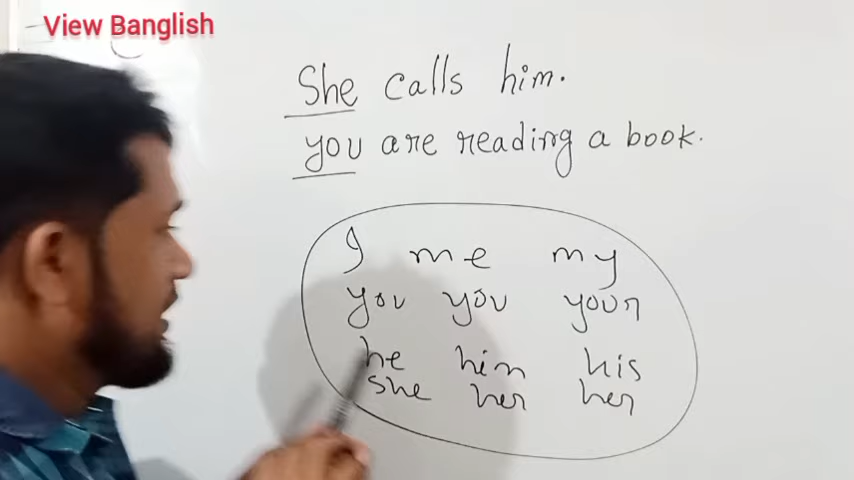 View Banglish
She calls him.
you are reading a book.
I me my
you you your
he him his
she her her